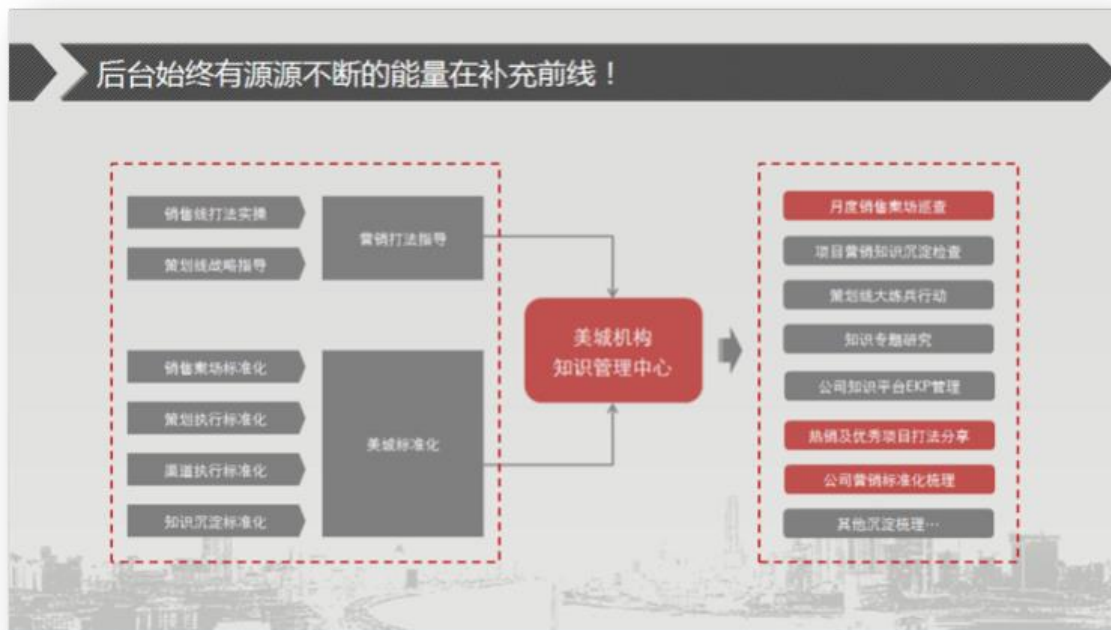 后台始终有源源不断的能量在补充前线！
销售线打法实操
策划线战略指导
营销打法指导
销售案场标准化
策划执行标准化
渠道执行标准化
知识沉淀标准化
美城标准化
美城机构
知识管理中心
月度销售案场巡查
项目营销知识沉淀检查
策划线大练兵行动
知识专题研究
公司知识平台EKP管理
热销及优秀项目打法分享
公司营销标准化梳理
其他沉淀梳理…